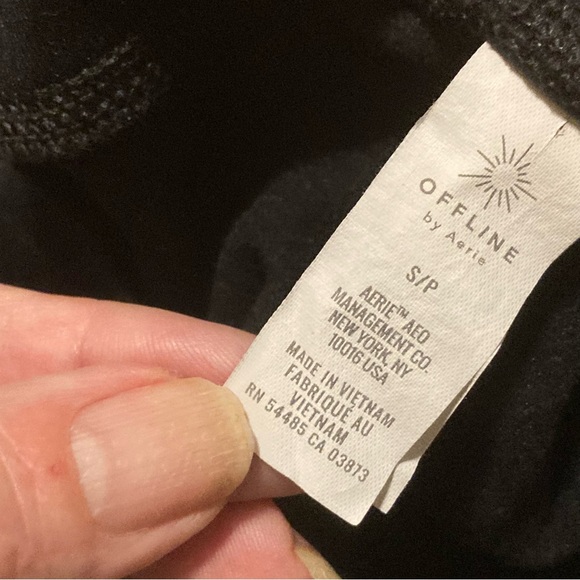 OFFLINE
by Aerie
S/P
AERIE™ AEO
MANAGEMENT CO.
NEW YORK, NY
10016 USA
MADE IN VIETNAM
FABRIQUÉ AU
VIETNAM
RN 54485 CA 03873